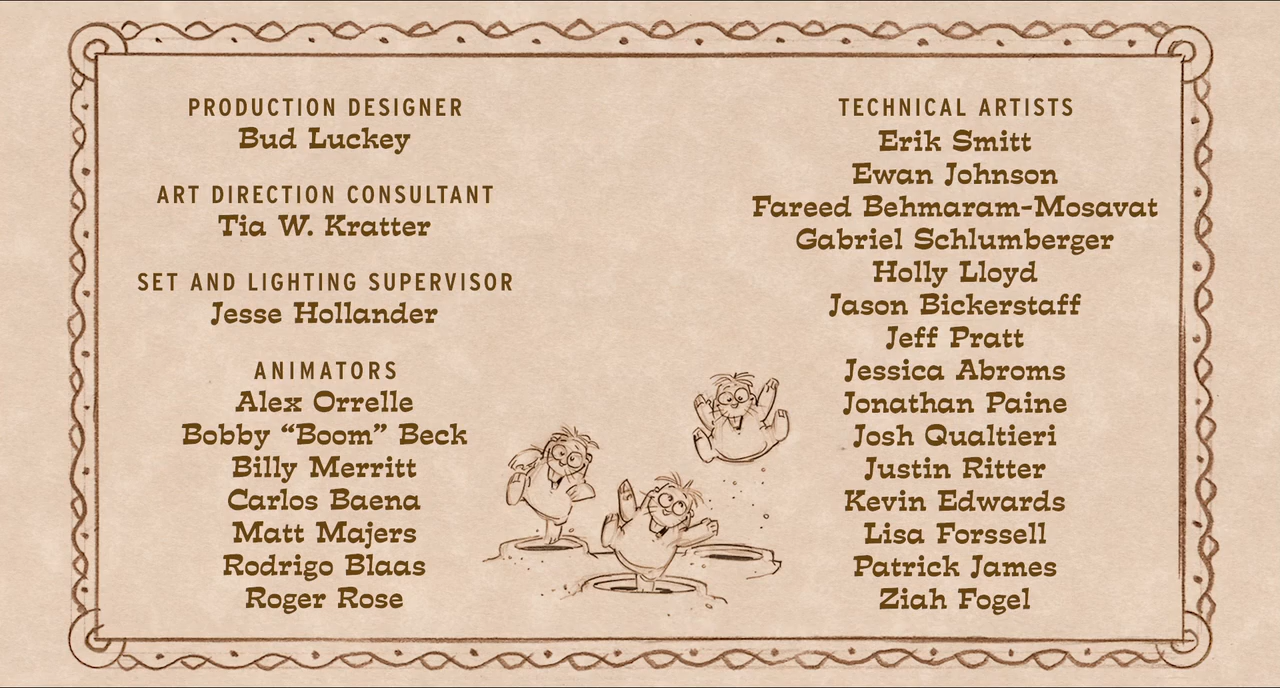 PRODUCTION DESIGNER
Bud Luckey
ART DIRECTION CONSULTANT
Tia W. Kratter
SET AND LIGHTING SUPERVISOR
Jesse Hollander
ANIMATORS
Alex Orrelle
Bobby “Boom” Beck
Billy Merritt
Carlos Baena
Matt Majers
Rodrigo Blaas
Roger Rose
TECHNICAL ARTISTS
Erik Smitt
Ewan Johnson
Fareed Behmaram-Mosavat
Gabriel Schlumberger
Holly Lloyd
Jason Bickerstaff
Jeff Pratt
Jessica Abroms
Jonathan Paine
Josh Qualtieri
Justin Ritter
Kevin Edwards
Lisa Forssell
Patrick James
Ziah Fogel